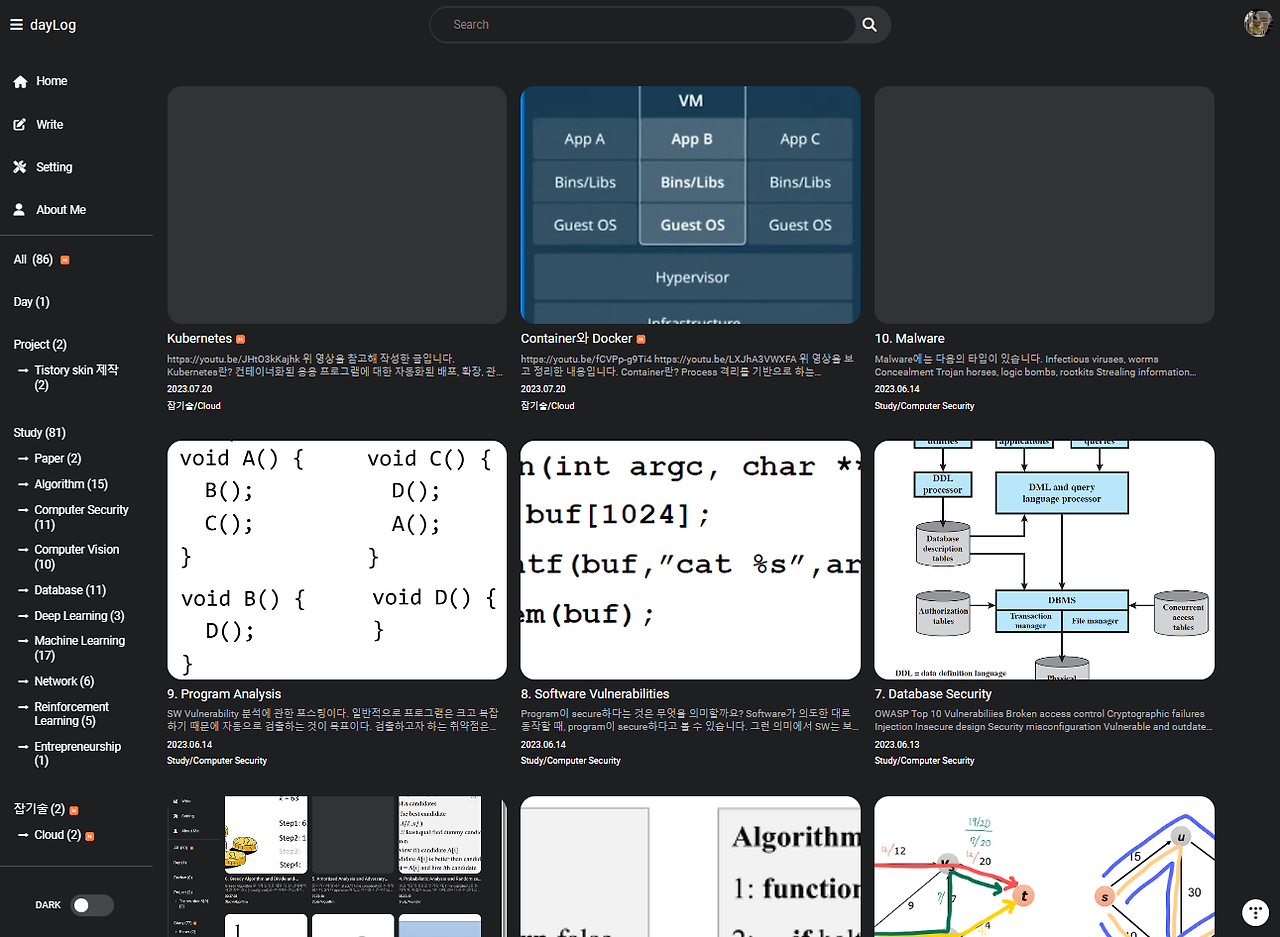 dayLog
Search
Home
Write
Setting
About Me
All (86)
Day (1)
Project (2)
Tistory skin 제작
(2)
Study (81)
Paper (2)
Algorithm (15)
Computer Security
(11)
Computer Vision
(10)
Database (11)
Deep Learning (3)
Machine Learning
(17)
Network (6)
Reinforcement
Learning (5)
Entrepreneurship
(1)
잡기술 (2)
Cloud (2)
DARK
Kubernetes
https://youtu.be/JHtO3kKajhk 위 영상을 참고해 작성한 글입니다.
Kubernetes란? 컨테이너화된 응용 프로그램에 대한 자동화된 배포, 확장, 관...
2023.07.20
잡기술/Cloud
VM
App A App B App C
Bins/Libs Bins/Libs Bins/Libs
Guest OS Guest OS Guest OS
Hypervisor
Infrastructure
Container와 Docker
https://youtu.be/fCVPp-g9Ti4 https://youtu.be/LXJhA3VWXFA 위 영상을 보
고 정리한 내용입니다. Container란? Process 격리를 기반으로 하는...
2023.07.20
잡기술/Cloud
10. Malware
Malware에는 다음의 타입이 있습니다. Infectious viruses, worms
Concealment Trojan horses, logic bombs, rootkits Strealing information...
2023.06.14
Study/Computer Security
void A() { void C() {
B(); D();
C(); A();
} }
void B() { void D() {
D(); }
}
9. Program Analysis
SW Vulnerability 분석에 관한 포스팅이다. 일반적으로 프로그램은 크고 복잡
하기 때문에 자동으로 검출하는 것이 목표이다. 검출하고자 하는 취약점은...
2023.06.14
Study/Computer Security
n(int argc, char **
buf[1024];
ntf(buf,”cat %s”,ar
em(buf);
8. Software Vulnerabilities
Program이 secure하다는 것은 무엇을 의미할까요? Software가 의도한 대로
동작할 때, program이 secure하다고 볼 수 있습니다. 그런 의미에서 SW는 보...
2023.06.14
Study/Computer Security
utilities applications queries
DDL
processor
DML and query
language processor
Database
description
tables
DBMS
Transaction
manager
File manager
Authorization
tables
Concurrent
access
tables
DDL = data definition language
Physical
7. Database Security
OWASP Top 10 Vulnerabiliies Broken access control Cryptographic failures
Injection Insecure design Security misconfiguration Vulnerable and outdate...
2023.06.13
Study/Computer Security
Step1: 6
Step2: 1
Step3:
Step4:
Algorithm
1: function
rn false
2: if halt
12
19/20
7/20
12/20
9
7
4
t
s
u
15
30